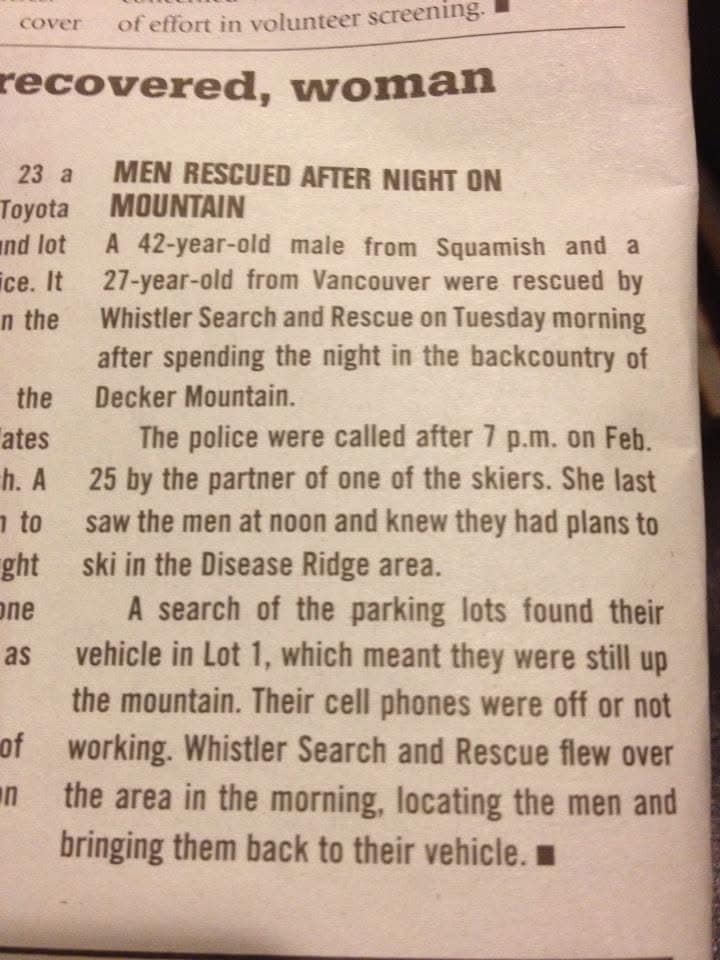 cover of effort in volunteer screening. ■
recovered, woman
23 a
Toyota
and lot
ice. It
n the
the
ates
h. A
to
ght
one
as
of
on
MEN RESCUED AFTER NIGHT ON
MOUNTAIN
A 42-year-old male from Squamish and a
27-year-old from Vancouver were rescued by
Whistler Search and Rescue on Tuesday morning
after spending the night in the backcountry of
Decker Mountain.
The police were called after 7 p.m. on Feb.
25 by the partner of one of the skiers. She last
saw the men at noon and knew they had plans to
ski in the Disease Ridge area.
A search of the parking lots found their
vehicle in Lot 1, which meant they were still up
the mountain. Their cell phones were off or not
working. Whistler Search and Rescue flew over
the area in the morning, locating the men and
bringing them back to their vehicle. ■